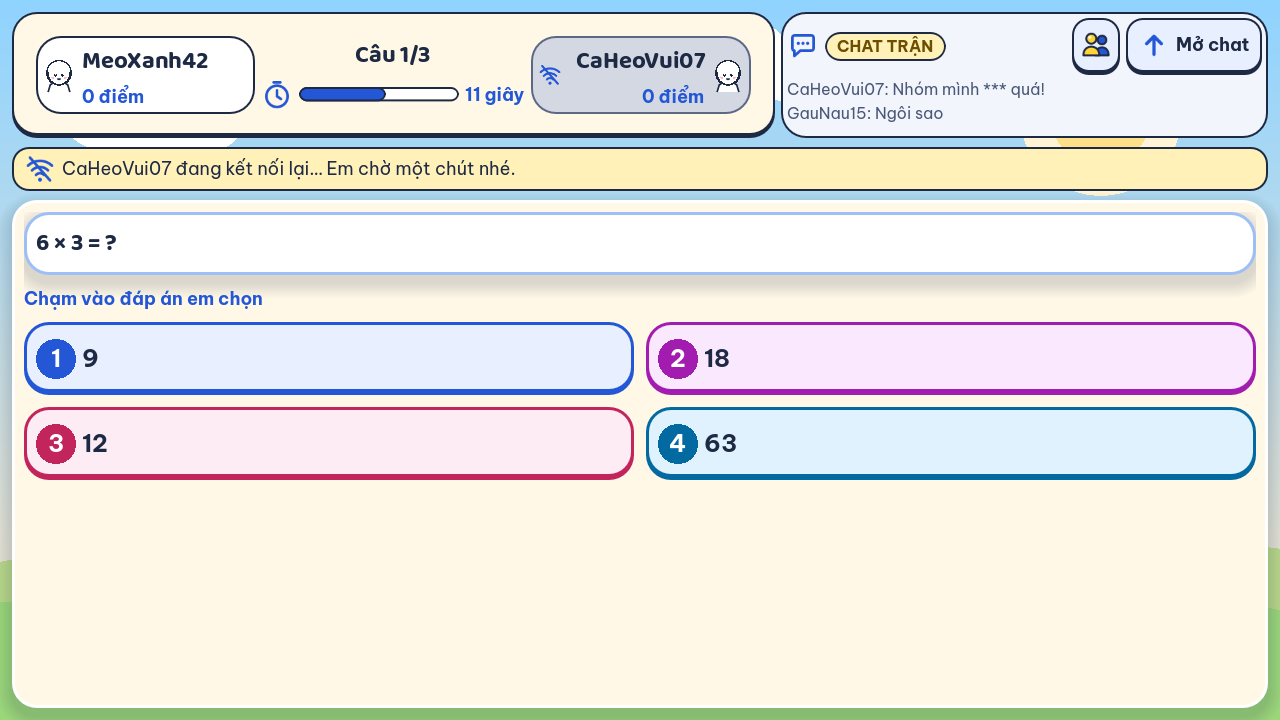 MeoXanh42
0 điểm
Câu 1/3
11 giây
CaHeoVui07
0 điểm
CHAT TRẬN
Mở chat
CaHeoVui07: Nhóm mình *** quá!
GauNau15: Ngôi sao
CaHeoVui07 đang kết nối lại... Em chờ một chút nhé.
6 × 3 = ?
Chạm vào đáp án em chọn
1 9
2 18
3 12
4 63